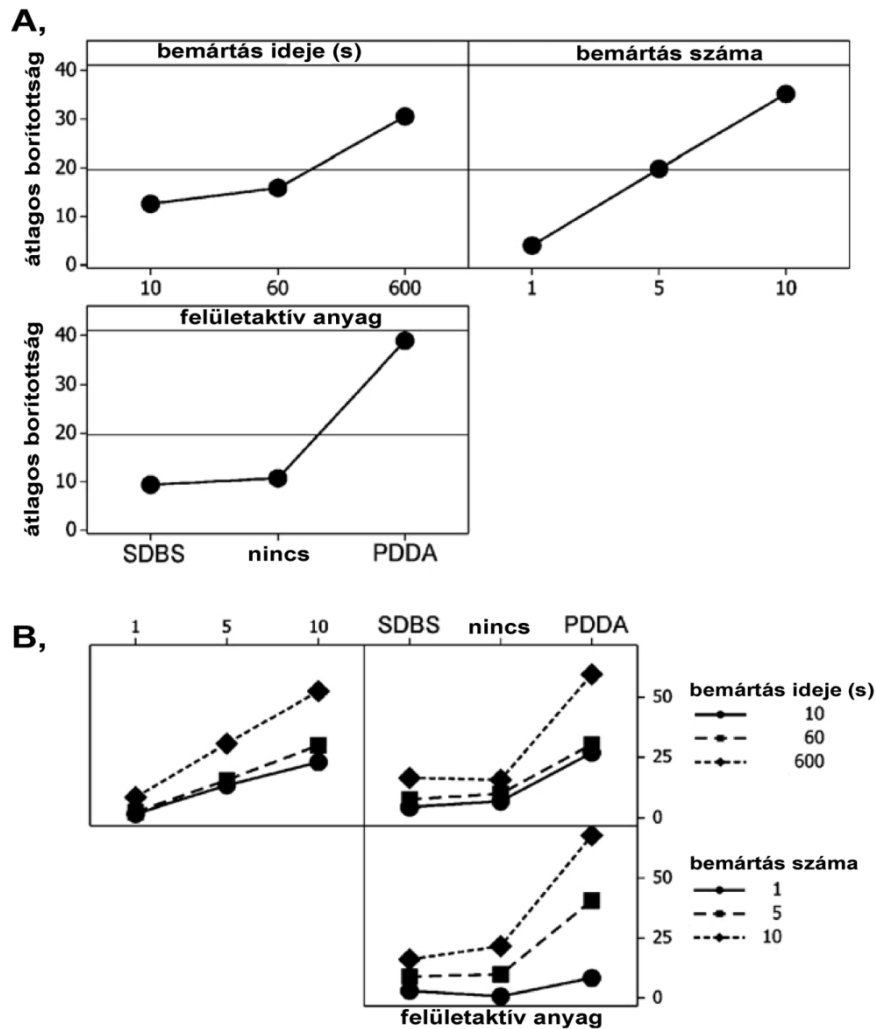 A,
bemártás ideje (s) bemártás száma
átlagos borítottság
40
30
20
10
0
10 60 600 1 5 10
felületaktív anyag
átlagos borítottság
40
30
20
10
0
SDBS nincs PDDA
B,
1 5 10 SDBS nincs PDDA
50
25
0
bemártás ideje (s)
10
60
600
50
25
0
bemártás száma
1
5
10
felületaktív anyag